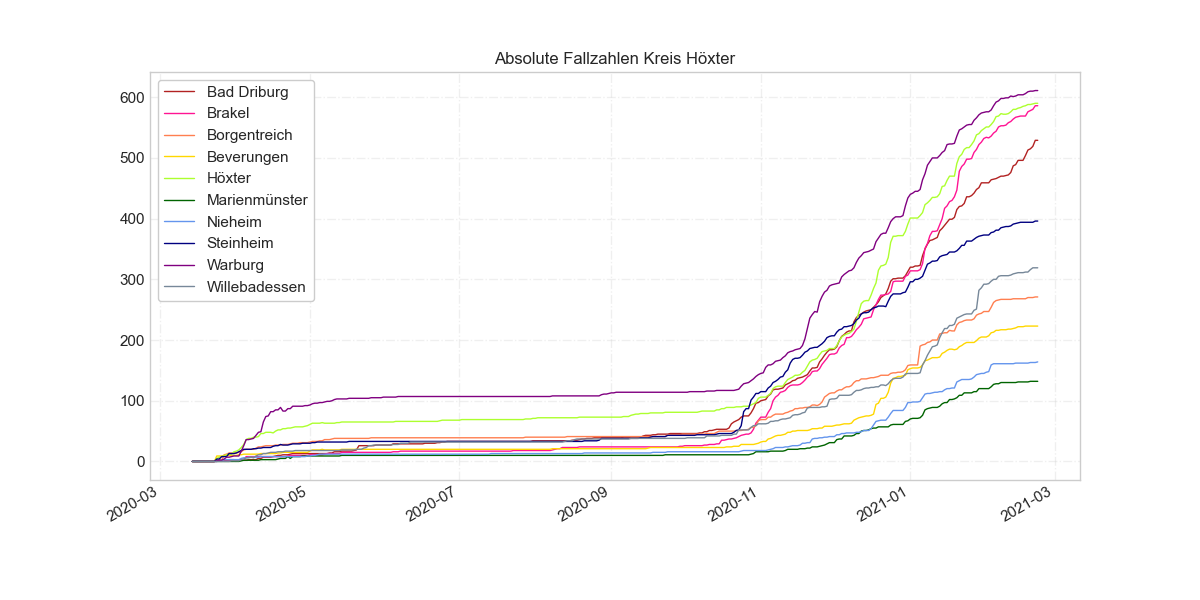 Absolute Fallzahlen Kreis Höxter
600
500
400
300
200
100
0
Bad Driburg
Brakel
Borgentreich
Beverungen
Höxter
Marienmünster
Nieheim
Steinheim
Warburg
Willebadessen
2020-03
2020-05
2020-07
2020-09
2020-11
2021-01
2021-03